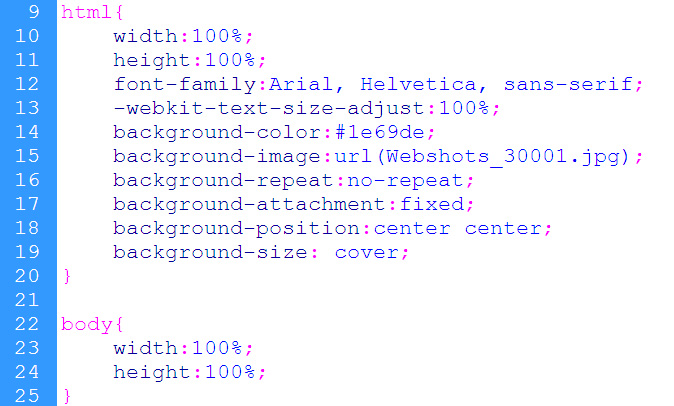 9 html{
10 width:100%;
11 height:100%;
12 font-family:Arial, Helvetica, sans-serif;
13 -webkit-text-size-adjust:100%;
14 background-color:#1e69de;
15 background-image:url(Webshots_30001.jpg);
16 background-repeat:no-repeat;
17 background-attachment:fixed;
18 background-position:center center;
19 background-size: cover;
20 }
21
22 body{
23 width:100%;
24 height:100%;
25 }